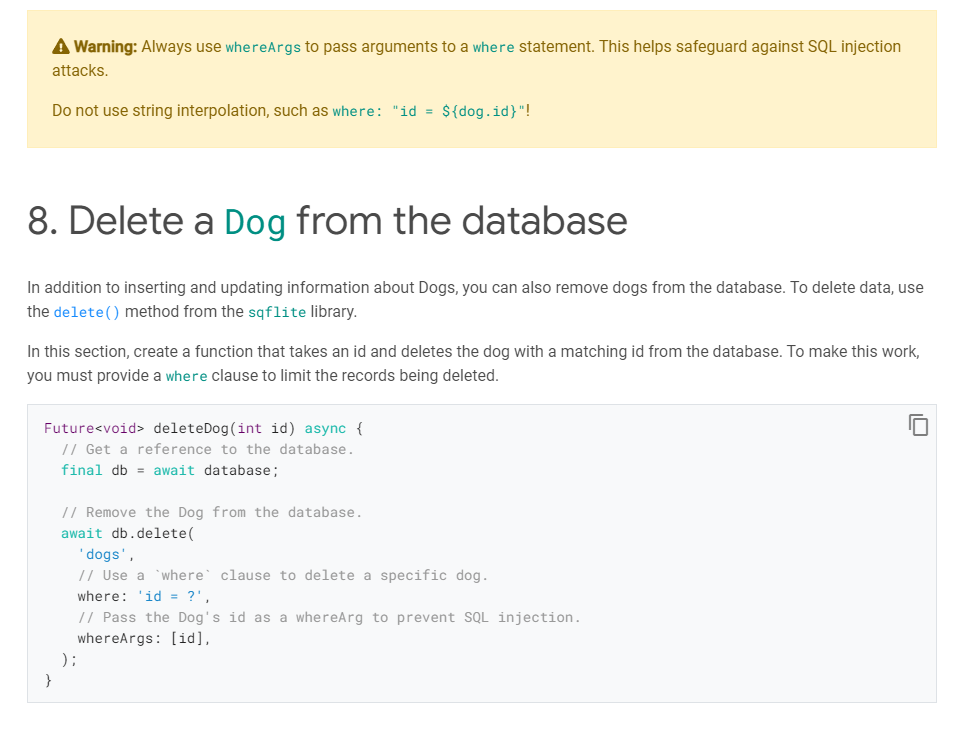 Warning: Always use whereArgs to pass arguments to a where statement. This helps safeguard against SQL injection
attacks.
Do not use string interpolation, such as where: "id = ${dog.id}"!
8. Delete a Dog from the database
In addition to inserting and updating information about Dogs, you can also remove dogs from the database. To delete data, use
the delete() method from the sqflite library.
In this section, create a function that takes an id and deletes the dog with a matching id from the database. To make this work,
you must provide a where clause to limit the records being deleted.
Future<void> deleteDog(int id) async {
  // Get a reference to the database.
  final db = await database;
  // Remove the Dog from the database.
  await db.delete(
    'dogs',
    // Use a `where` clause to delete a specific dog.
    where: 'id = ?',
    // Pass the Dog's id as a whereArg to prevent SQL injection.
    whereArgs: [id],
  );
}